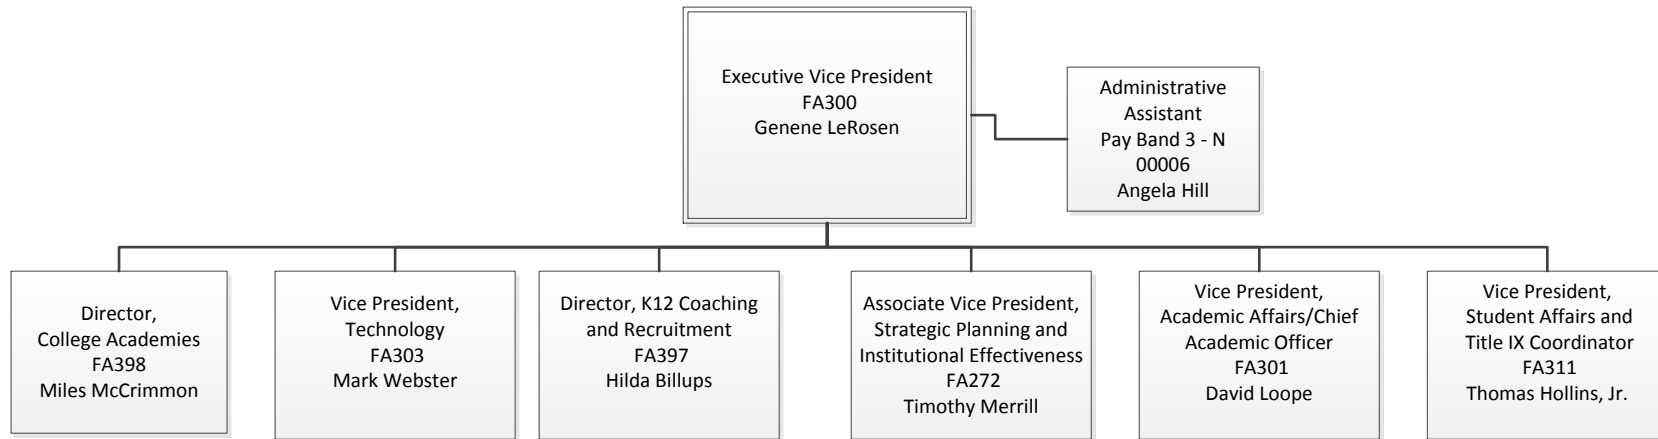 Executive Vice President
FA300
Genene LeRosen
Administrative
Assistant
Pay Band 3 - N
00006
Angela Hill
Director,
College Academies
FA398
Miles McCrimmon
Vice President,
Technology
FA303
Mark Webster
Director, K12 Coaching
and Recruitment
FA397
Hilda Billups
Associate Vice President,
Strategic Planning and
Institutional Effectiveness
FA272
Timothy Merrill
Vice President,
Academic Affairs/Chief
Academic Officer
FA301
David Loope
Vice President,
Student Affairs and
Title IX Coordinator
FA311
Thomas Hollins, Jr.